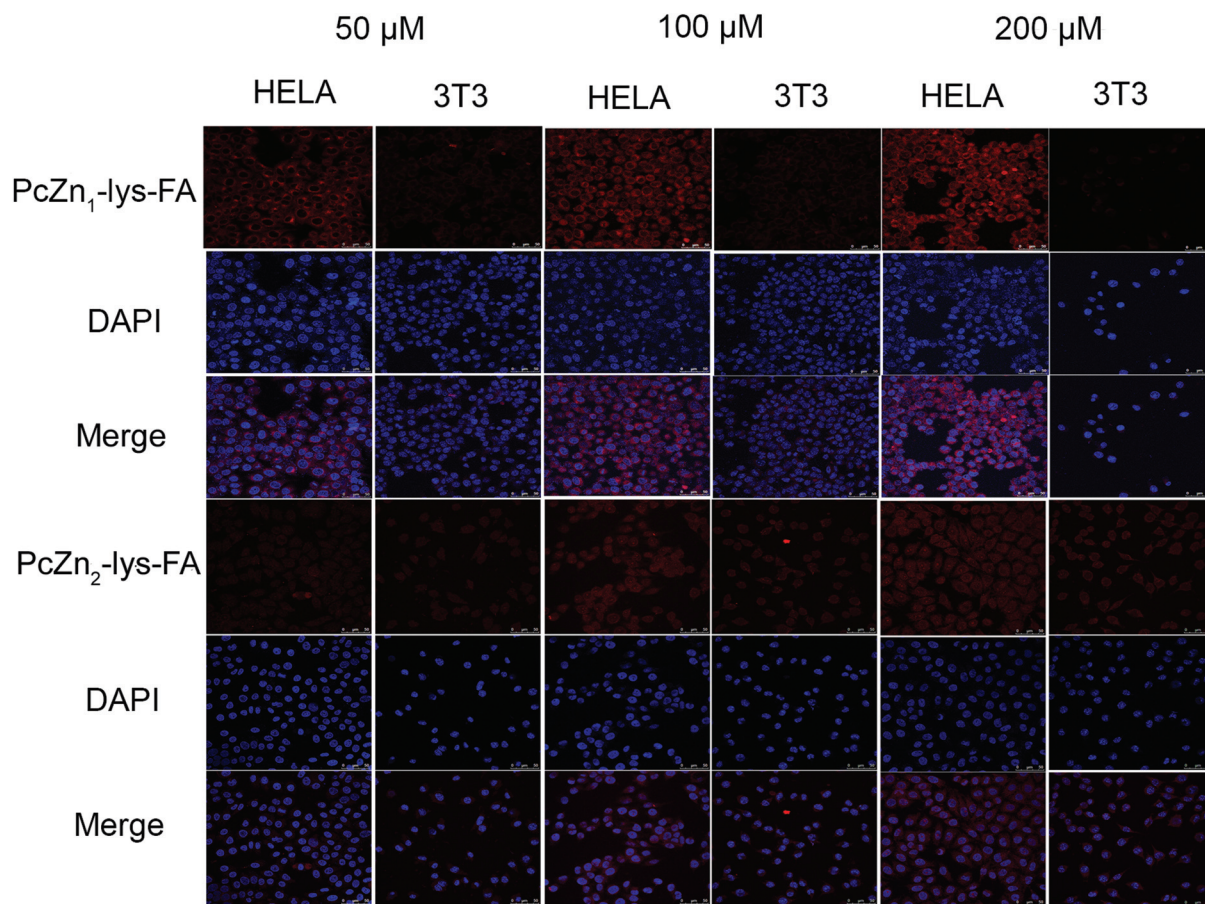 50 µM 100 µM 200 µM
HELA 3T3 HELA 3T3 HELA 3T3
PcZn₁-lys-FA
DAPI
Merge
PcZn₂-lys-FA
DAPI
Merge